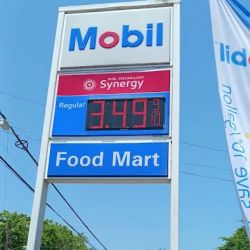 Mobil
FUEL TECHNOLOGY
Synergy
Regular 3.49 9/10
Food Mart